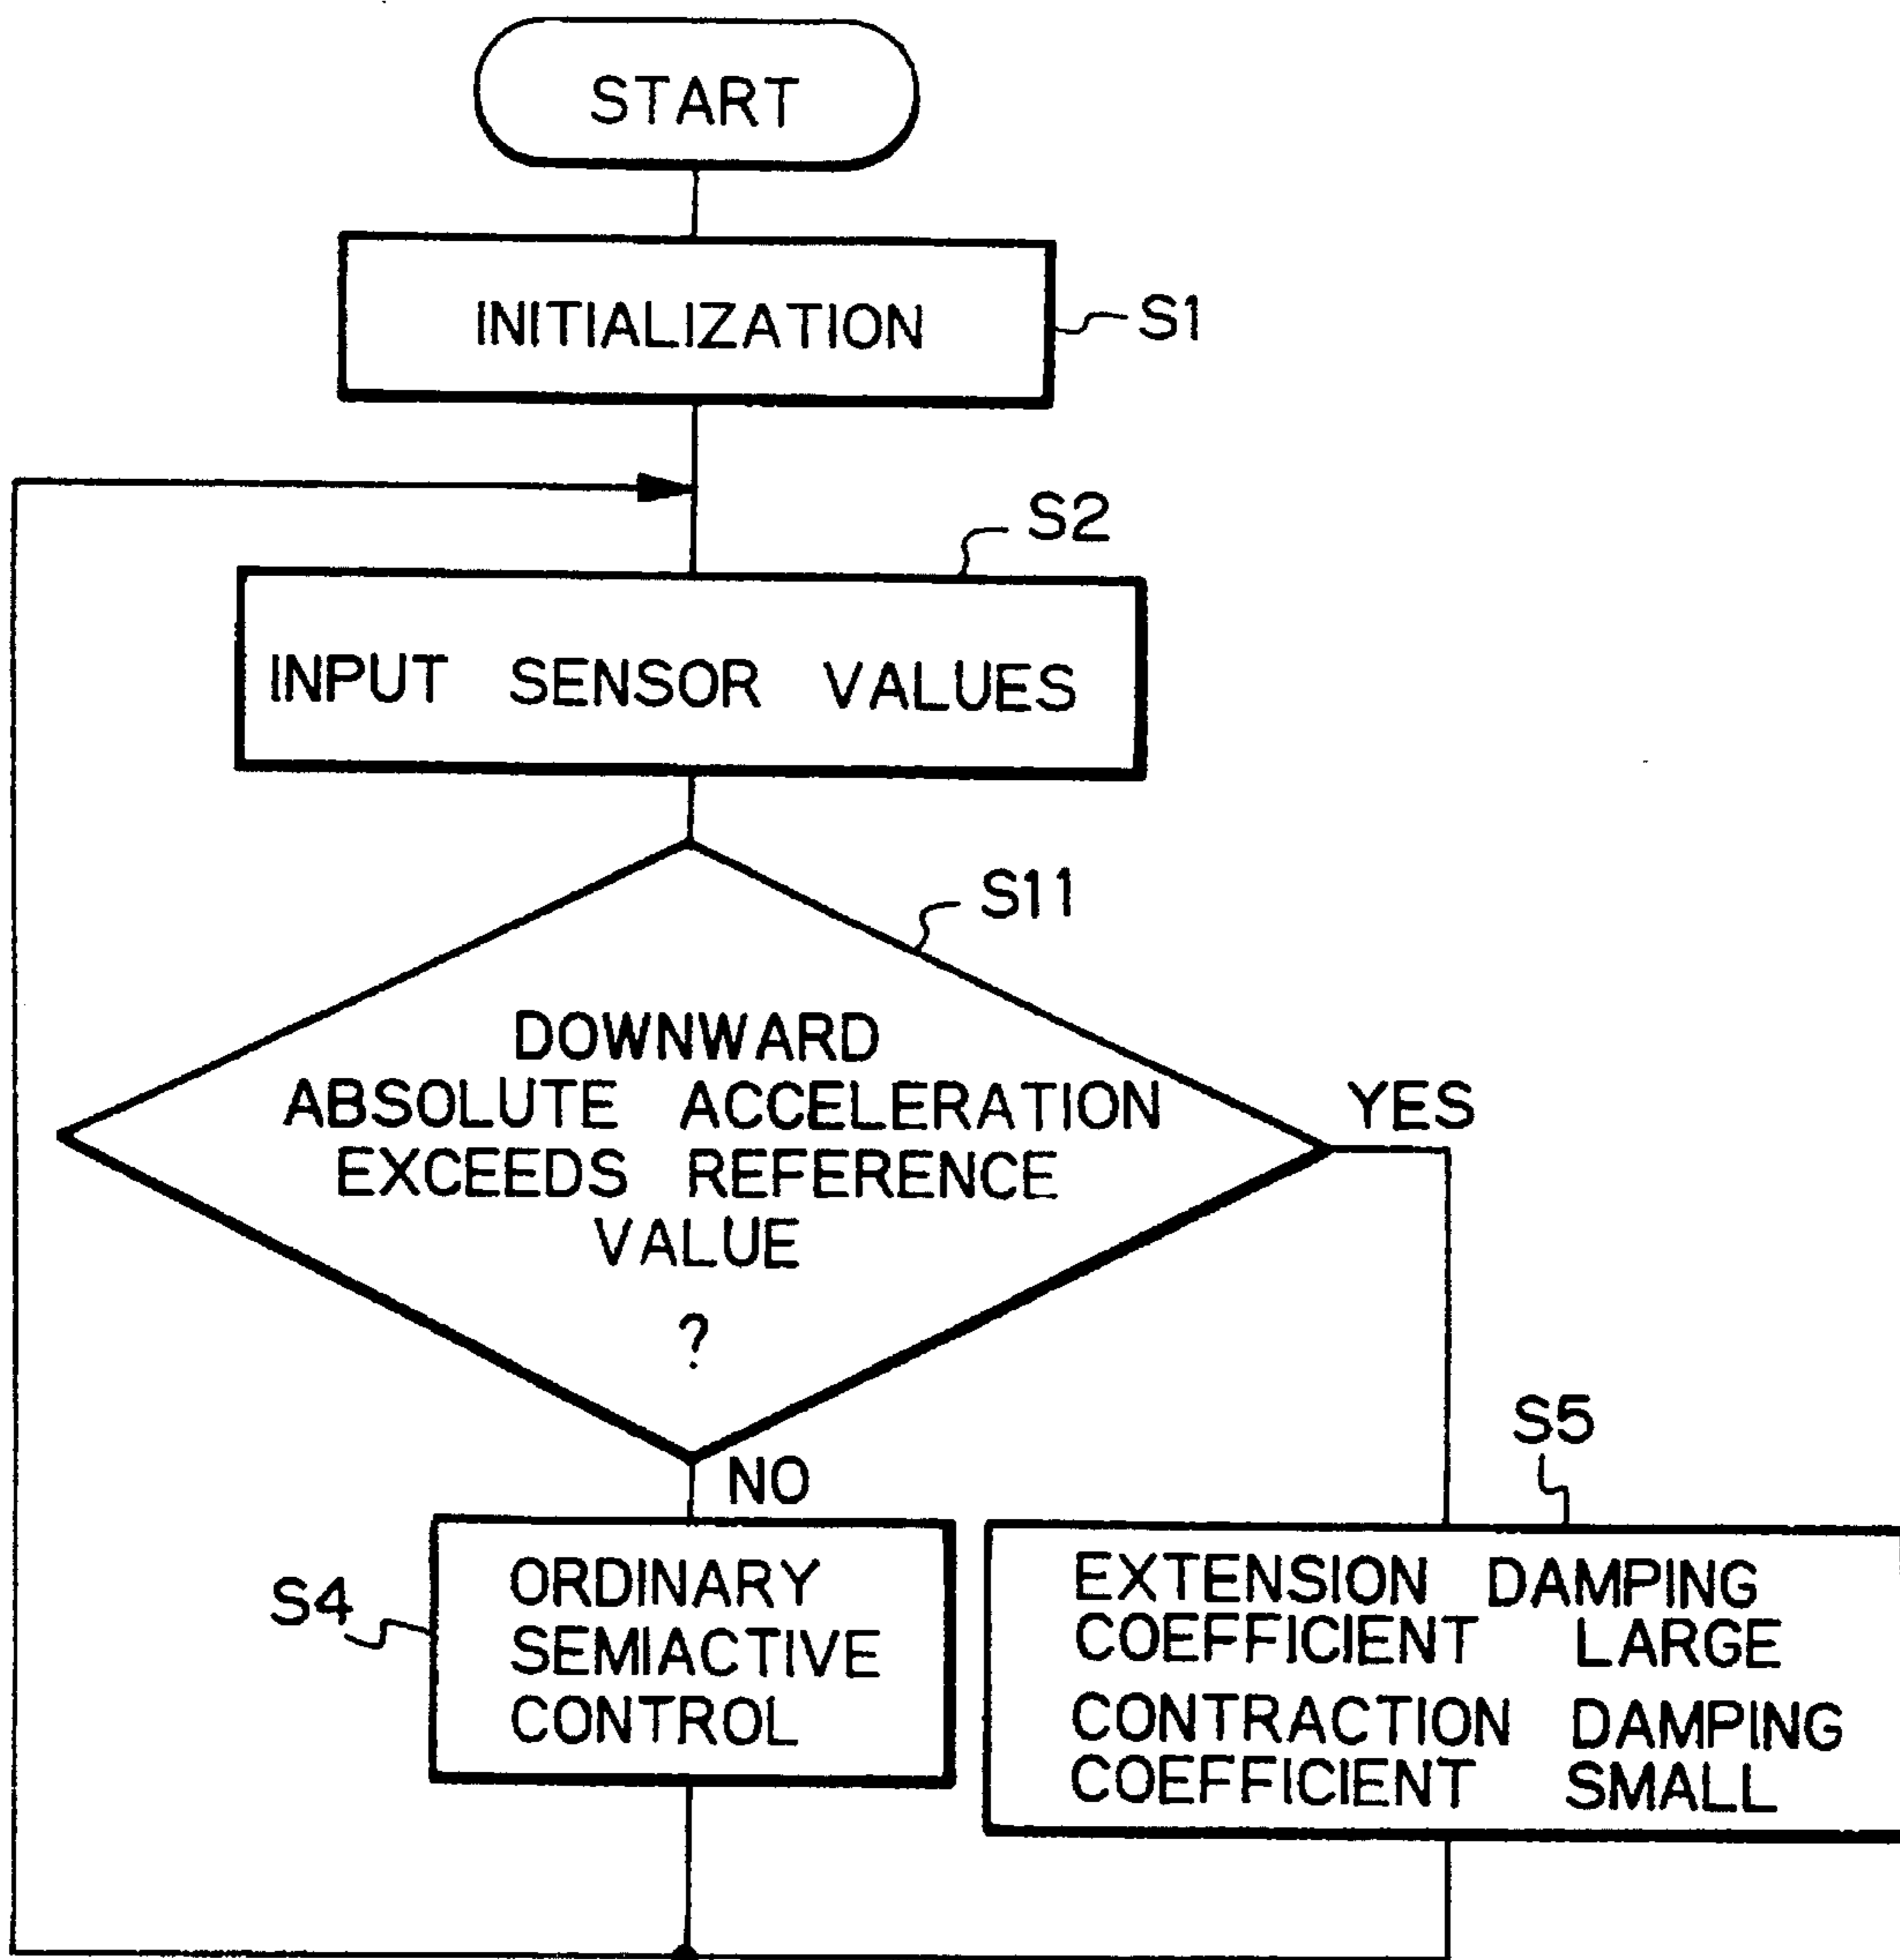 START
INITIALIZATION
S1
S2
INPUT SENSOR VALUES
S11
DOWNWARD
ABSOLUTE ACCELERATION
EXCEEDS REFERENCE
VALUE
?
YES
NO
S4
ORDINARY
SEMIACTIVE
CONTROL
S5
EXTENSION DAMPING
COEFFICIENT LARGE
CONTRACTION DAMPING
COEFFICIENT SMALL